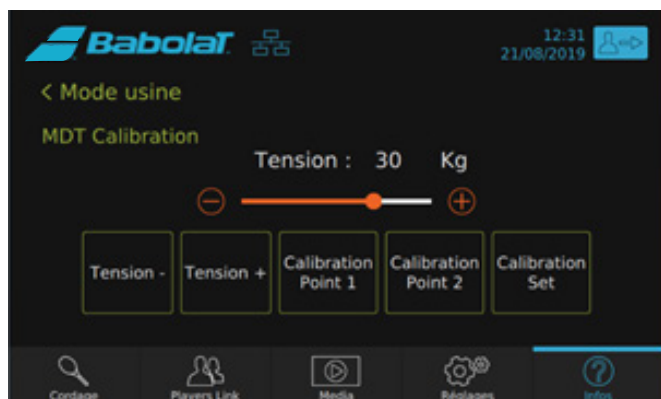 BabolaT
12:31
21/08/2019
< Mode usine
MDT Calibration
Tension : 30 Kg
Tension -
Tension +
Calibration
Point 1
Calibration
Point 2
Calibration
Set
Cordage
Players Link
Media
Réglages
Infos